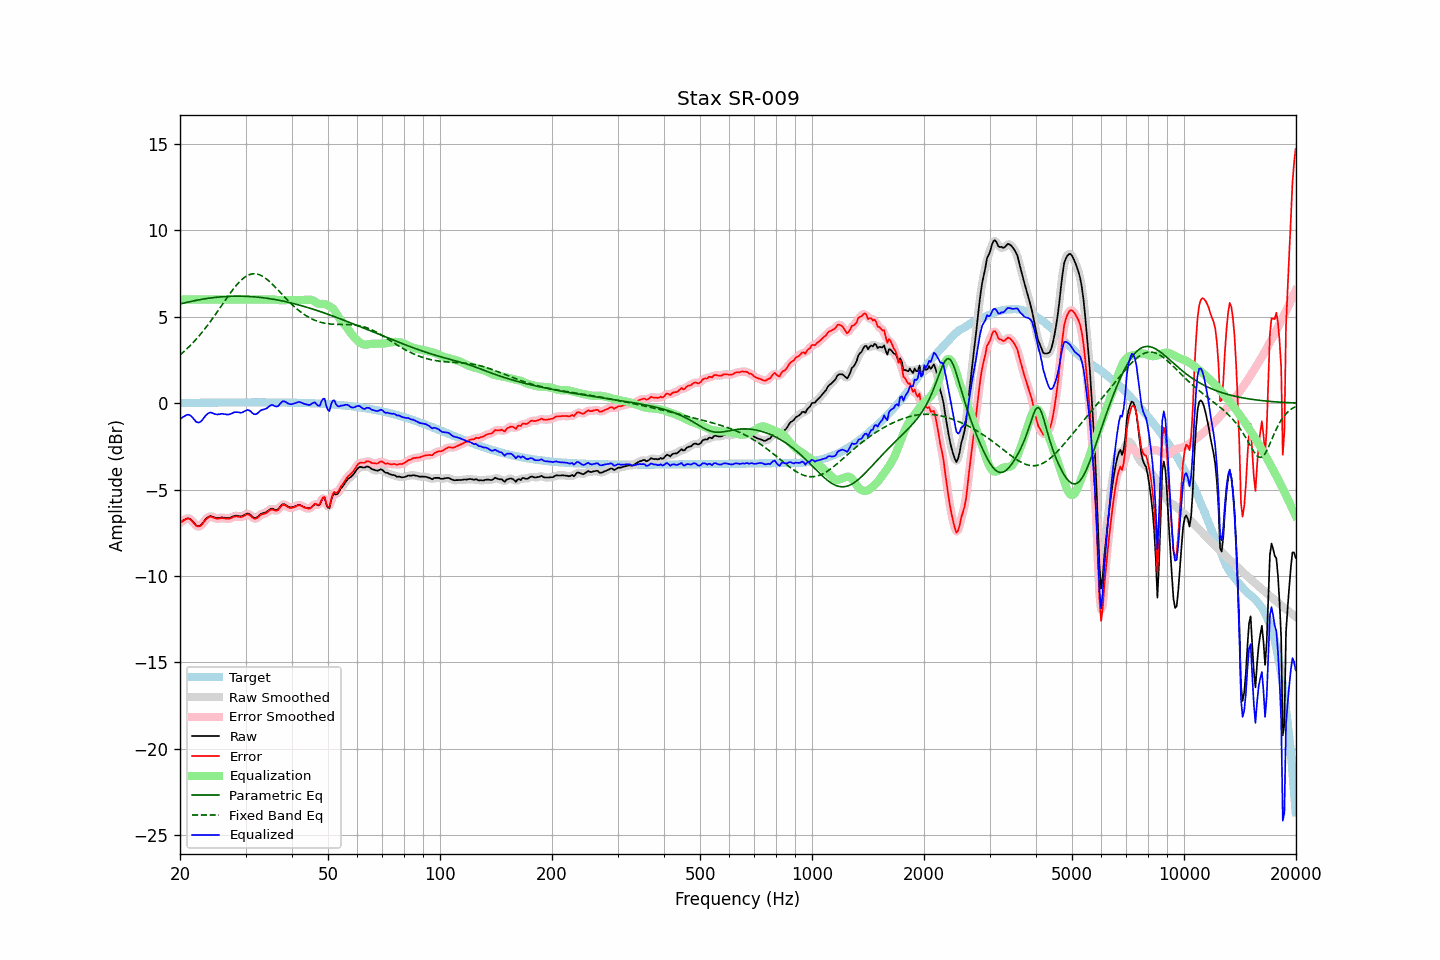 Stax SR-009
Amplitude (dBr)
15
10
5
0
−5
−10
−15
−20
−25
Target
Raw Smoothed
Error Smoothed
Raw
Error
Equalization
Parametric Eq
Fixed Band Eq
Equalized
20 50 100 200 500 1000 2000 5000 10000 20000
Frequency (Hz)